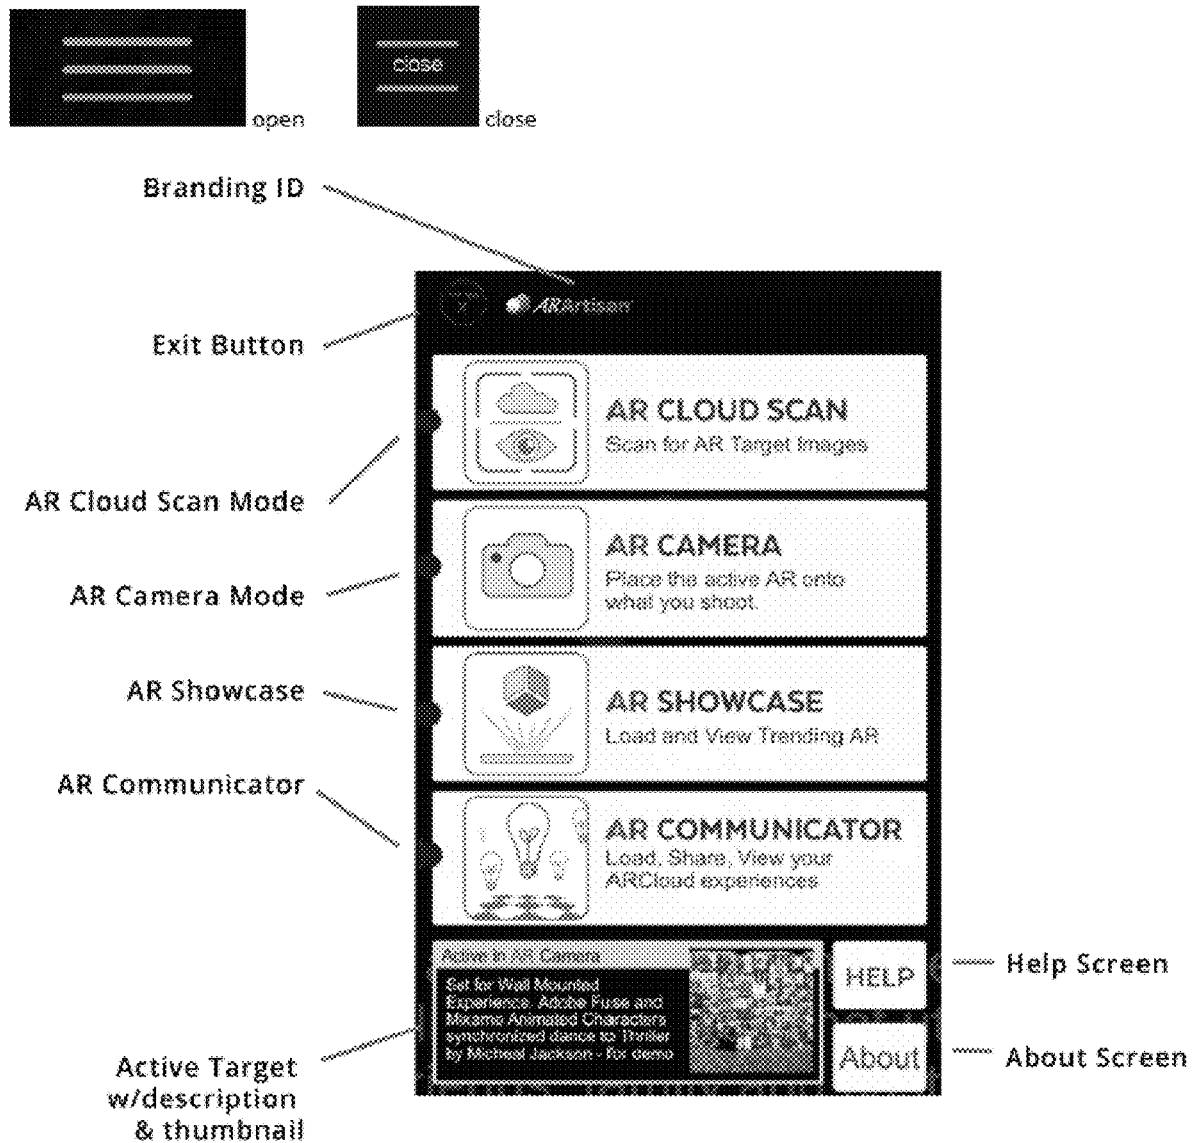 close
open
close
Branding ID
ARArtisan
Exit Button
X
AR CLOUD SCAN
Scan for AR Target Images
AR Cloud Scan Mode
AR CAMERA
Place the active AR onto
what you shoot.
AR Camera Mode
AR SHOWCASE
Load and View Trending AR
AR Showcase
AR Communicator
AR COMMUNICATOR
Load, Share, View your
ARCloud experiences
Active in AR Camera
Set for Wall Mounted
Experience. Adobe Fuse and
Mixamo Animated Characters
synchronized dance to Thriller
by Micheal Jackson - for demo
HELP
Help Screen
About
About Screen
Active Target
w/description
& thumbnail